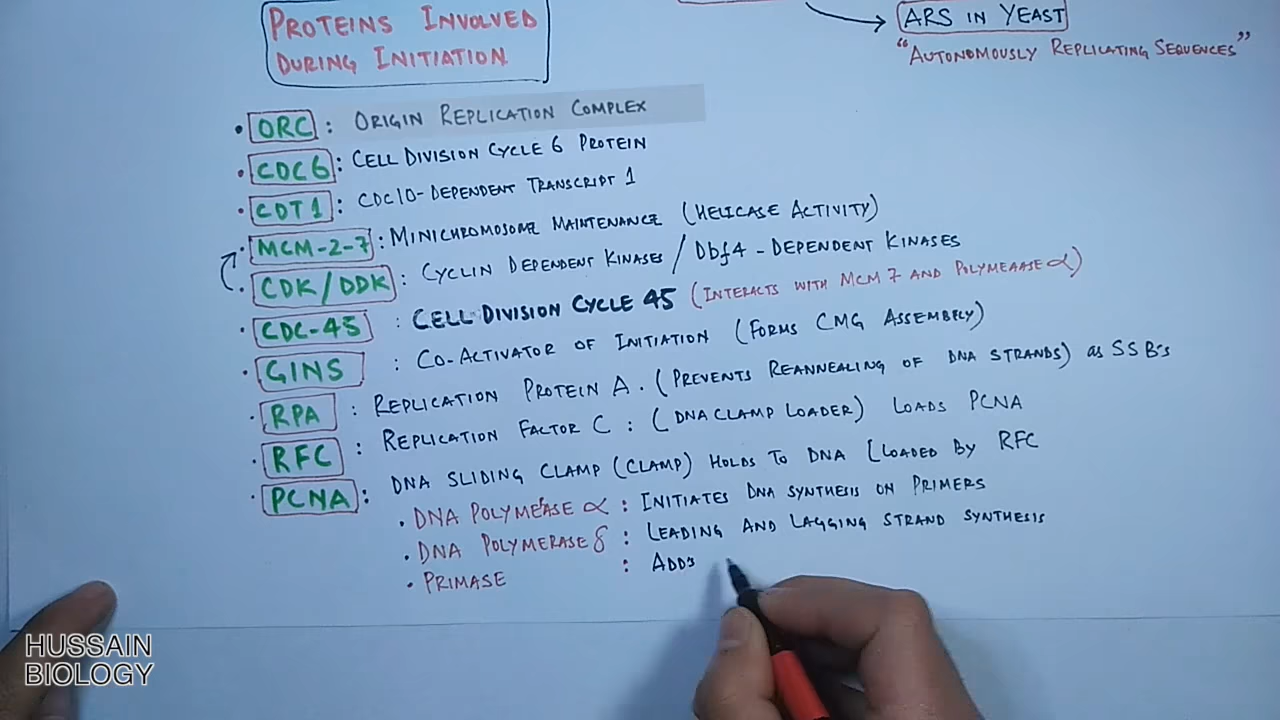 PROTEINS INVOLVED
DURING INITIATION
ARS IN YEAST
"AUTONOMOUSLY REPLICATING SEQUENCES"
• ORC : ORIGIN REPLICATION COMPLEX
• CDC6 : CELL DIVISION CYCLE 6 PROTEIN
• CDT1 : CDC10-DEPENDENT TRANSCRIPT 1
• MCM-2-7 : MINICHROMOSOME MAINTENANCE (HELICASE ACTIVITY)
• CDK/DDK : CYCLIN DEPENDENT KINASES / Dbf4-DEPENDENT KINASES
• CDC-45 : CELL DIVISION CYCLE 45 (INTERACTS WITH MCM 7 AND POLYMEAASE α)
• GINS : CO-ACTIVATOR OF INITIATION (FORMS CMG ASSEMBLY)
• RPA : REPLICATION PROTEIN A. (PREVENTS REANNEALING OF DNA STRANDS) as SSB's
• RFC : REPLICATION FACTOR C : (DNA CLAMP LOADER) LOADS PCNA
• PCNA : DNA SLIDING CLAMP (CLAMP) HOLDS TO DNA [LOADED BY RFC
• DNA POLYMERASE α : INITIATES DNA SYNTHESIS ON PRIMERS
• DNA POLYMERASE δ : LEADING AND LAGGING STRAND SYNTHESIS
• PRIMASE : ADDS
HUSSAIN
BIOLOGY